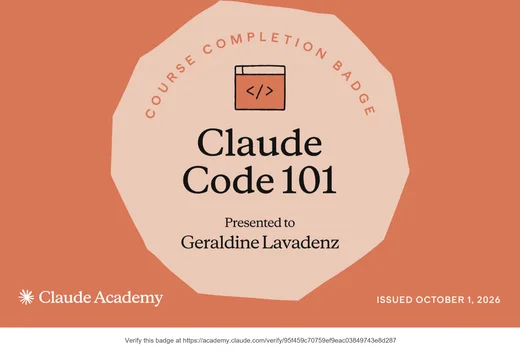 COURSE COMPLETION BADGE
</>
Claude
Code 101
Presented to
Geraldine Lavadenz
Claude Academy
ISSUED OCTOBER 1, 2026
Verify this badge at https://academy.claude.com/verify/95f459c70759ef9eac03849743e8d287